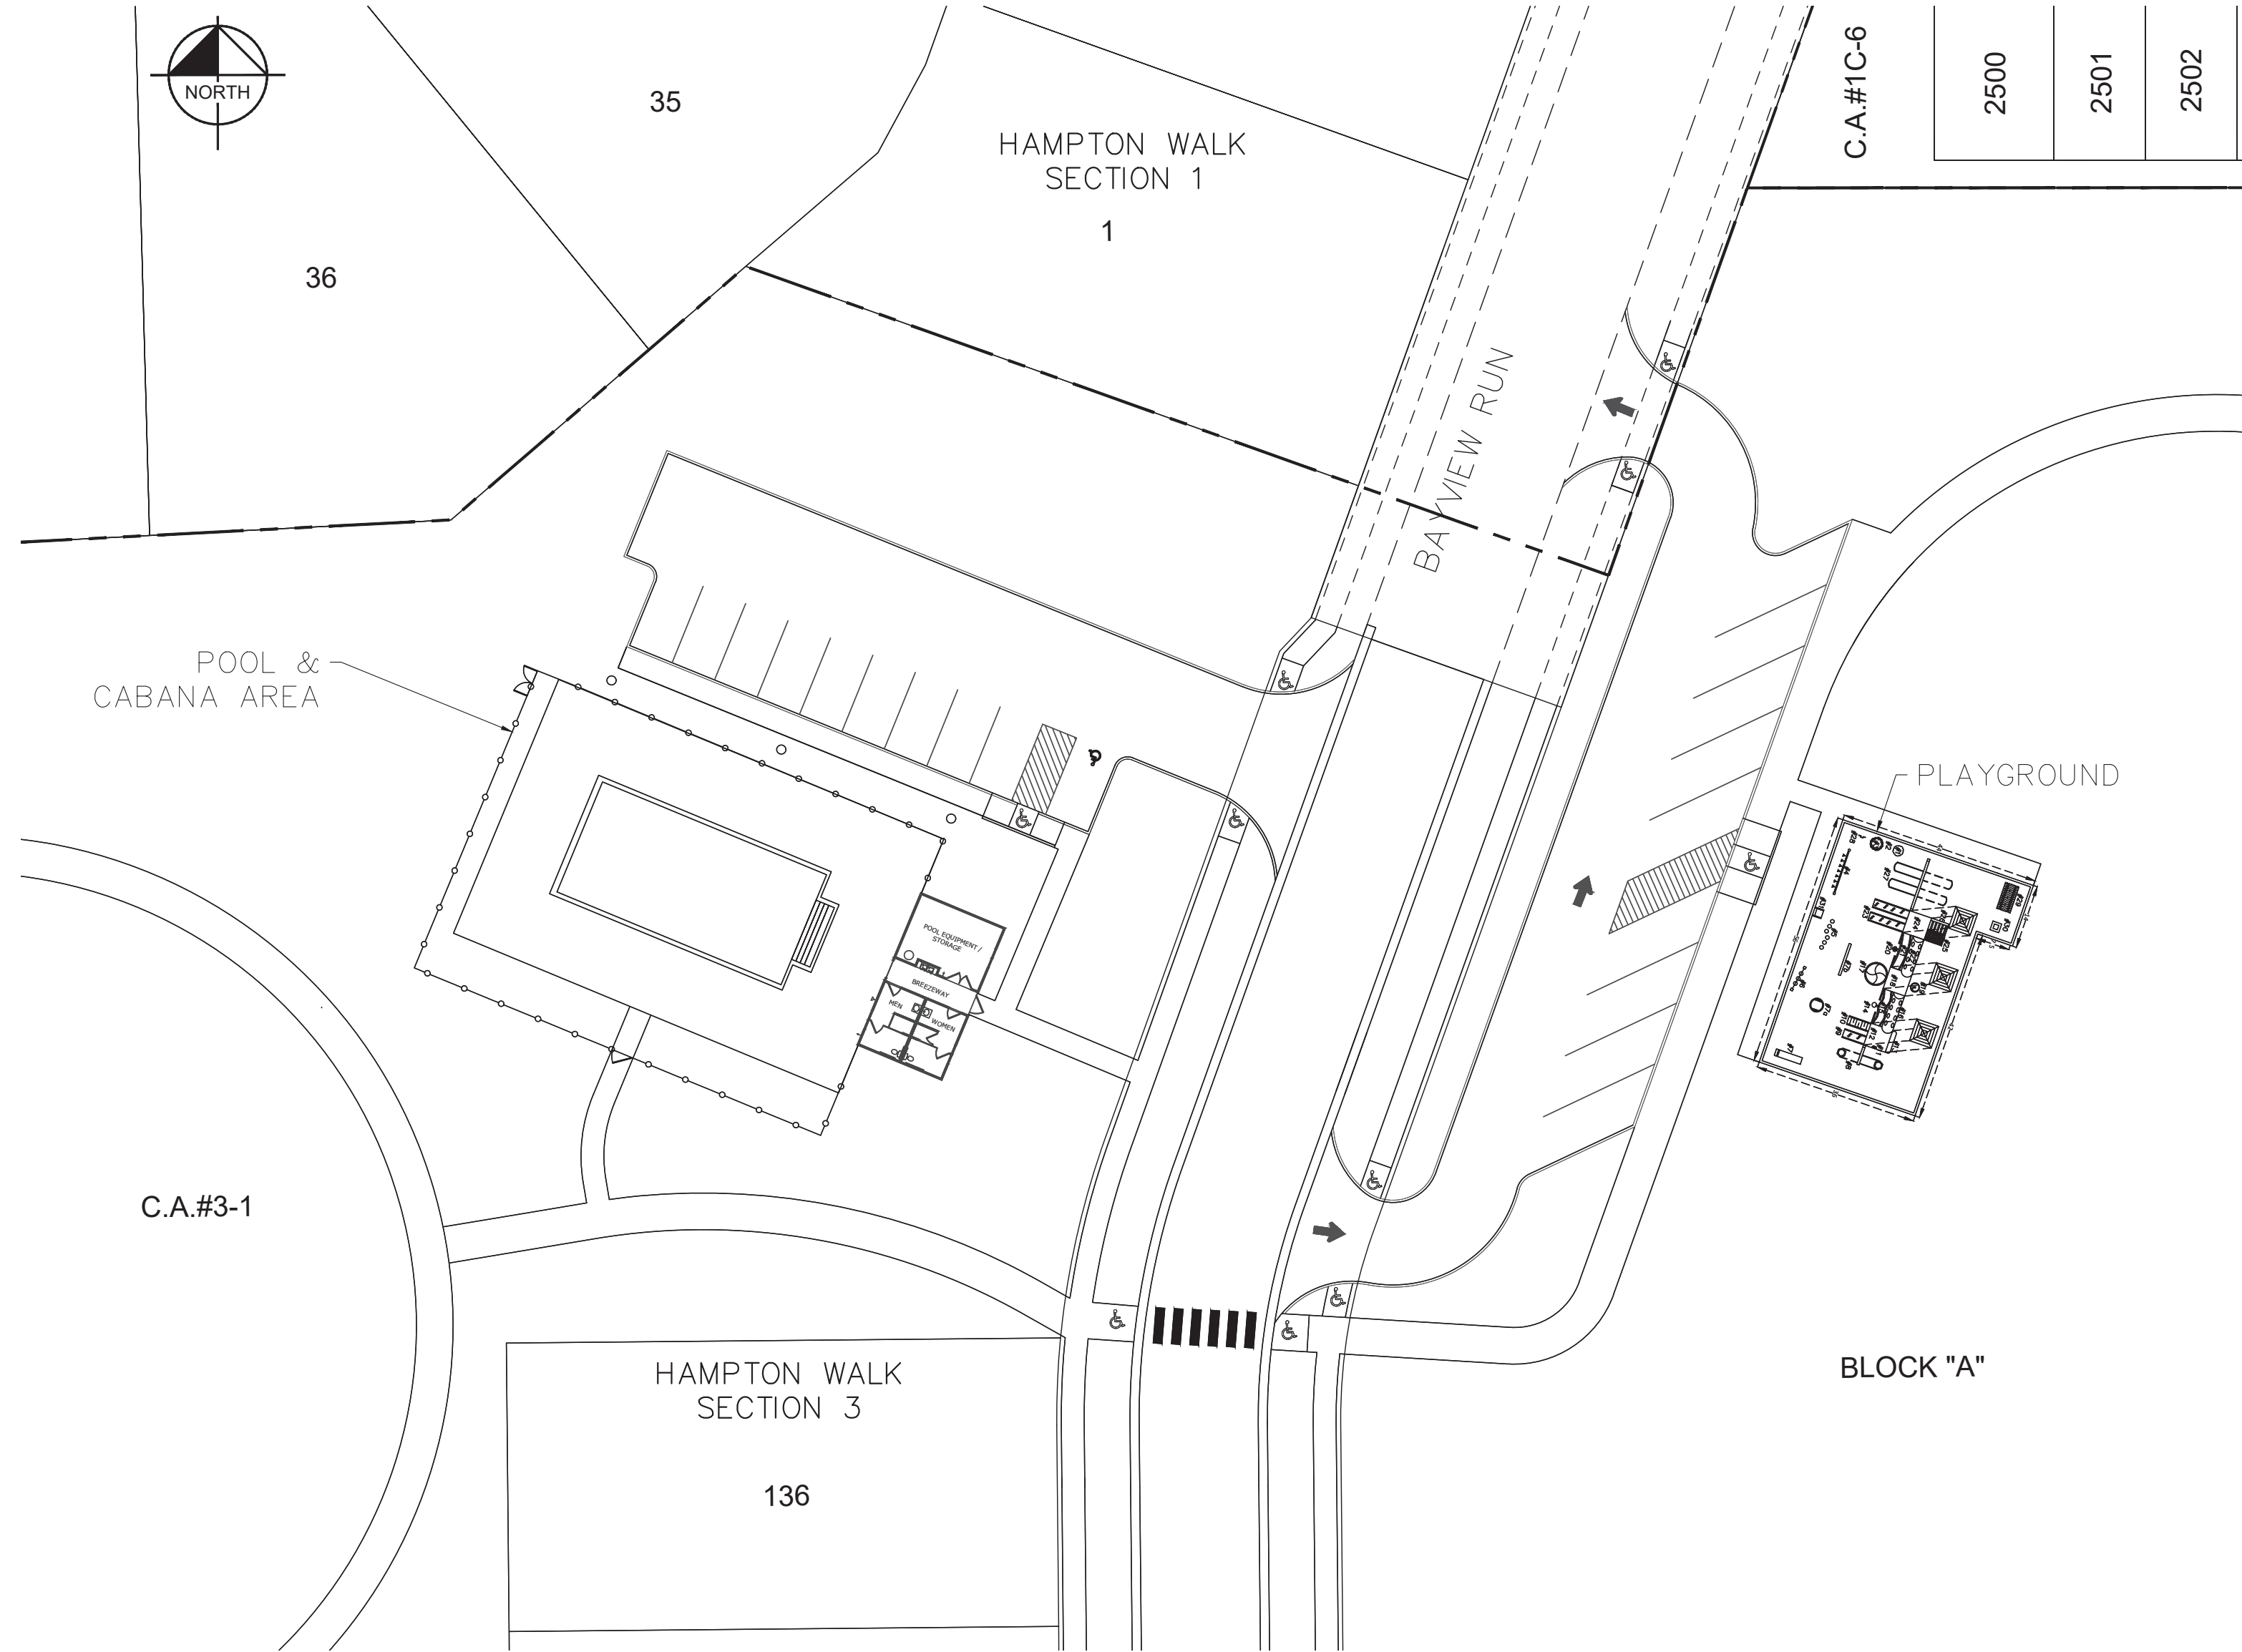 NORTH
35
36
HAMPTON WALK
SECTION 1
1
C.A.#1C-6
2500
2501
2502
BAYVIEW RUN
POOL &
CABANA AREA
PLAYGROUND
POOL EQUIPMENT /
STORAGE
BREEZEWAY
MEN
WOMEN
C.A.#3-1
HAMPTON WALK
SECTION 3
136
BLOCK "A"